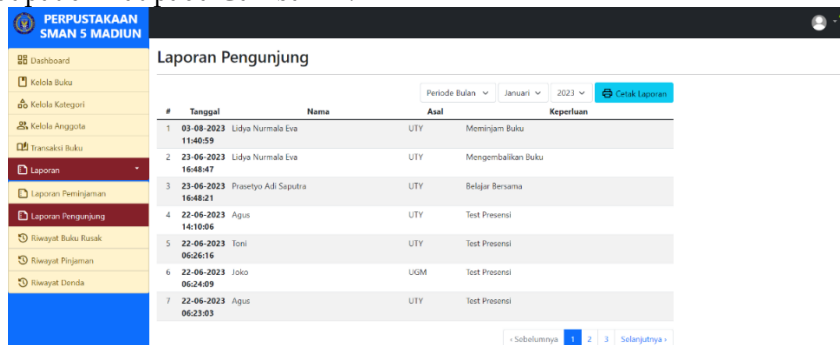 PERPUSTAKAAN
SMAN 5 MADIUN
Dashboard
Kelola Buku
Kelola Kategori
Kelola Anggota
Transaksi Buku
Laporan
Laporan Peminjaman
Laporan Pengunjung
Riwayat Buku Rusak
Riwayat Pinjaman
Riwayat Denda
Laporan Pengunjung
Periode Bulan Januari 2023 Cetak Laporan
# Tanggal Nama Asal Keperluan
1 03-08-2023 Lidya Nurmala Eva UTY Meminjam Buku
11:40:59
2 23-06-2023 Lidya Nurmala Eva UTY Mengembalikan Buku
16:48:47
3 23-06-2023 Prasetyo Adi Saputra UTY Belajar Bersama
16:48:21
4 22-06-2023 Agus UTY Test Presensi
14:10:06
5 22-06-2023 Toni UTY Test Presensi
06:26:16
6 22-06-2023 Joko UGM Test Presensi
06:24:09
7 22-06-2023 Agus UTY Test Presensi
06:23:03
‹ Sebelumnya 1 2 3 Selanjutnya ›